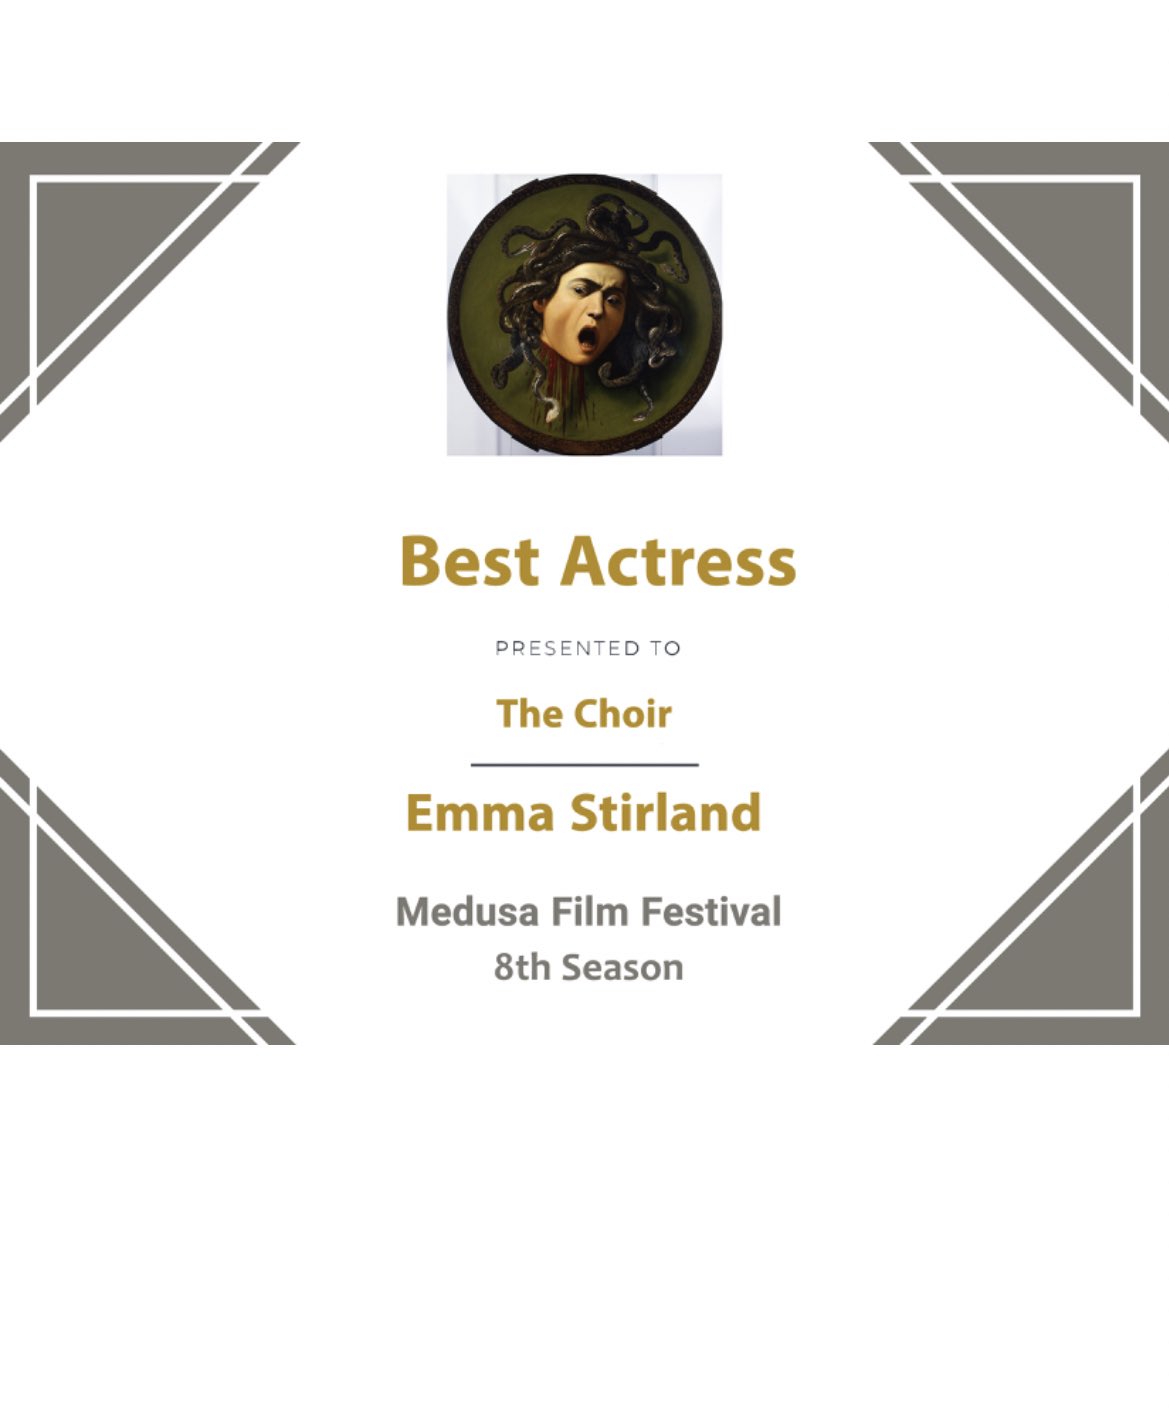 Best Actress
PRESENTED TO
The Choir
Emma Stirland
Medusa Film Festival
8th Season